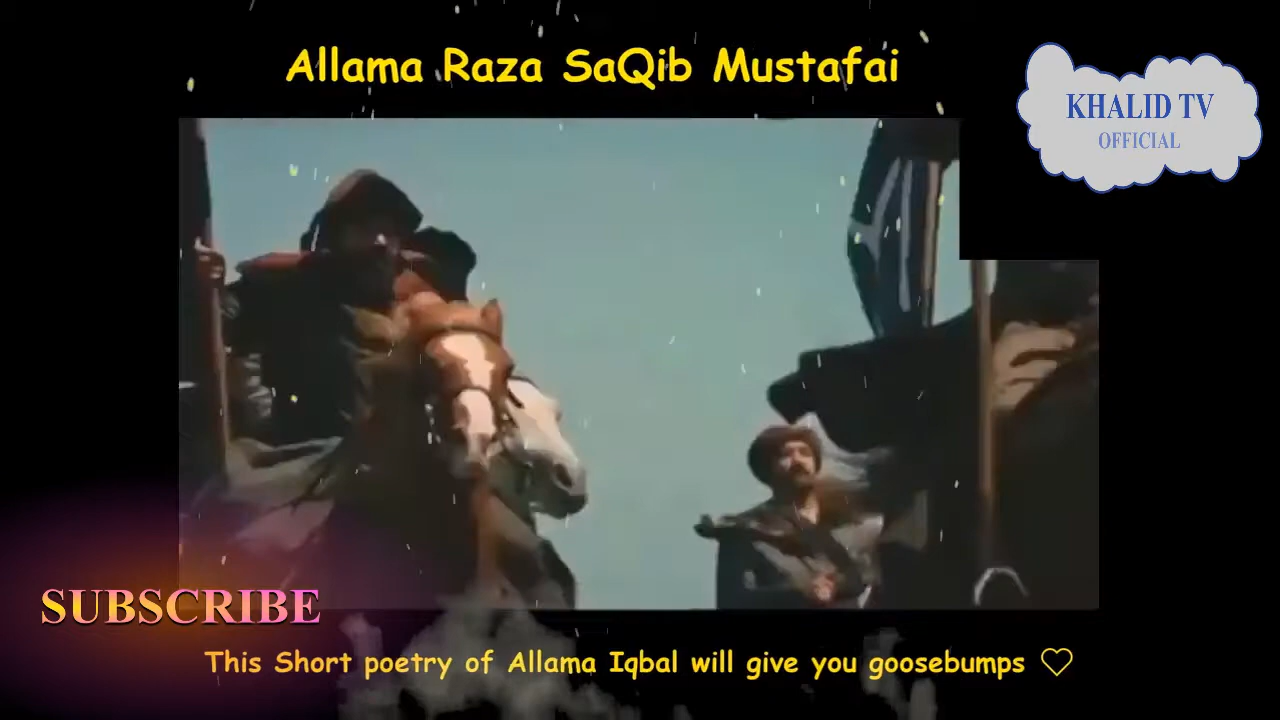 Allama Raza SaQib Mustafai
KHALID TV
OFFICIAL
SUBSCRIBE
This Short poetry of Allama Iqbal will give you goosebumps ♡